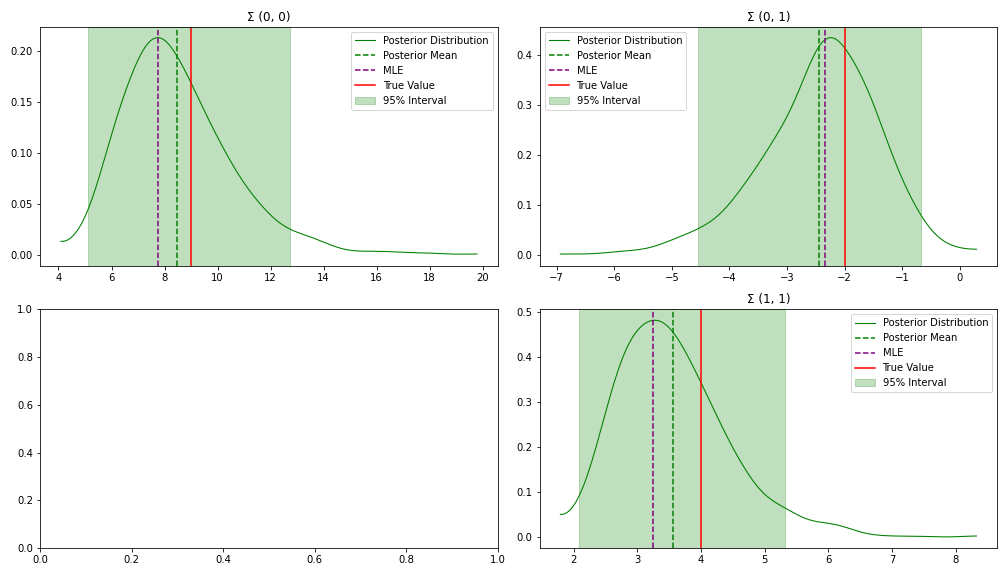 Σ (0, 0)
0.20
0.15
0.10
0.05
0.00
4 6 8 10 12 14 16 18 20
Posterior Distribution
Posterior Mean
MLE
True Value
95% Interval
Σ (0, 1)
0.4
0.3
0.2
0.1
0.0
−7 −6 −5 −4 −3 −2 −1 0
Posterior Distribution
Posterior Mean
MLE
True Value
95% Interval
1.0
0.8
0.6
0.4
0.2
0.0
0.0 0.2 0.4 0.6 0.8 1.0
Σ (1, 1)
0.5
0.4
0.3
0.2
0.1
0.0
2 3 4 5 6 7 8
Posterior Distribution
Posterior Mean
MLE
True Value
95% Interval